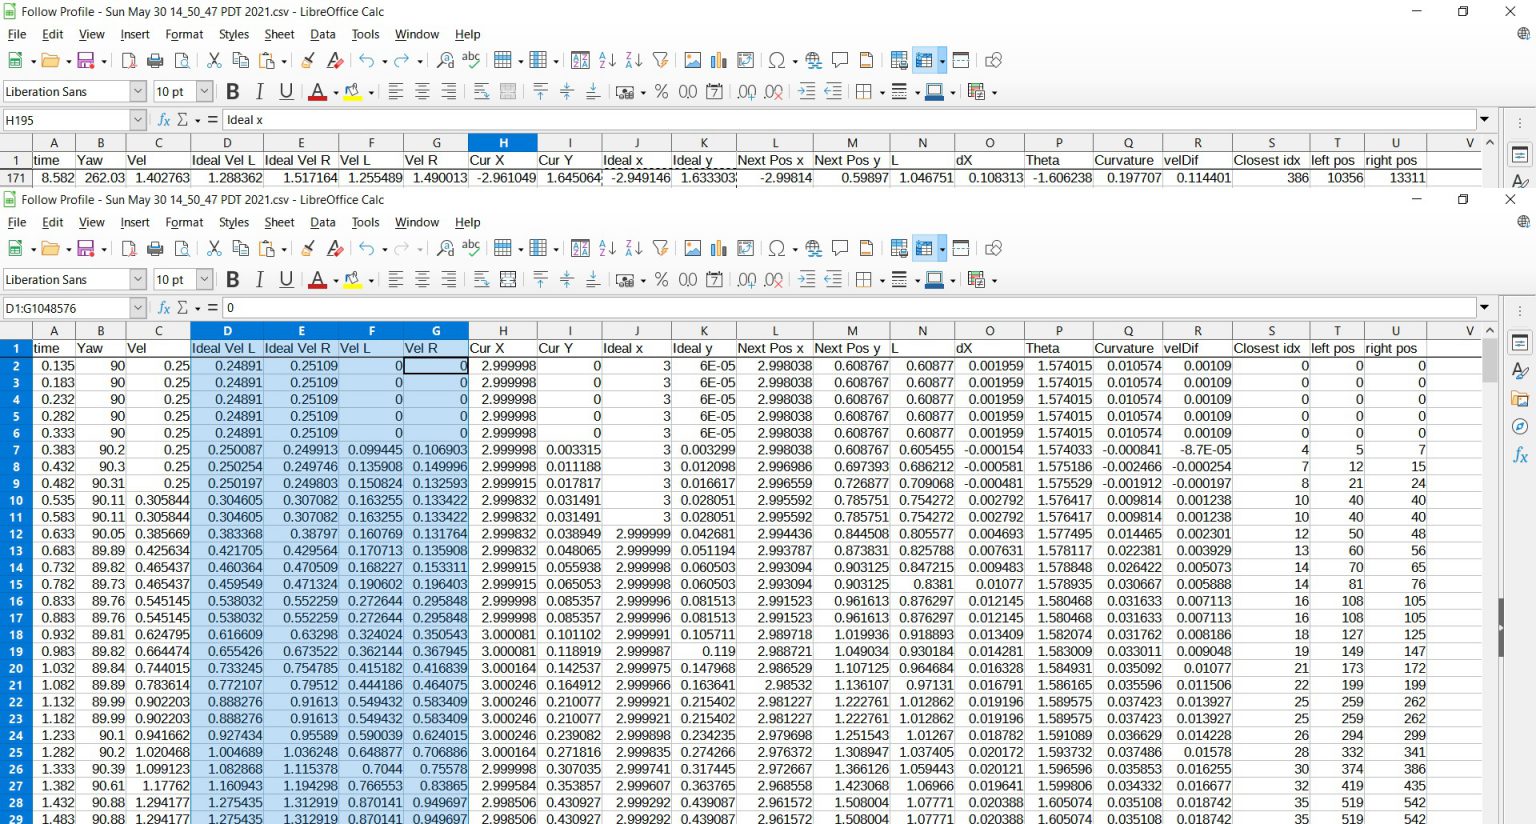 Follow Profile - Sun May 30 14_50_47 PDT 2021.csv - LibreOffice Calc
File Edit View Insert Format Styles Sheet Data Tools Window Help
Liberation Sans 10 pt
H195 Ideal x
A B C D E F G H I J K L M N O P Q R S T U V
1 time Yaw Vel Ideal Vel L Ideal Vel R Vel L Vel R Cur X Cur Y Ideal x Ideal y Next Pos x Next Pos y L dX Theta Curvature velDif Closest idx left pos right pos
171 8.582 262.03 1.402763 1.288362 1.517164 1.255489 1.490013 -2.961049 1.645064 -2.949146 1.633333 -2.99814 0.59897 1.046751 0.108313 -1.606238 0.197707 0.114401 386 10356 13311
Follow Profile - Sun May 30 14_50_47 PDT 2021.csv - LibreOffice Calc
File Edit View Insert Format Styles Sheet Data Tools Window Help
Liberation Sans 10 pt
D1:G1048576 0
A B C D E F G H I J K L M N O P Q R S T U V
1 time Yaw Vel Ideal Vel L Ideal Vel R Vel L Vel R Cur X Cur Y Ideal x Ideal y Next Pos x Next Pos y L dX Theta Curvature velDif Closest idx left pos right pos
2 0.135 90 0.25 0.24891 0.25109 0 0 2.999998 0 3 6E-05 2.998038 0.608767 0.60877 0.001959 1.574015 0.010574 0.00109 0 0 0
3 0.183 90 0.25 0.24891 0.25109 0 0 2.999998 0 3 6E-05 2.998038 0.608767 0.60877 0.001959 1.574015 0.010574 0.00109 0 0 0
4 0.232 90 0.25 0.24891 0.25109 0 0 2.999998 0 3 6E-05 2.998038 0.608767 0.60877 0.001959 1.574015 0.010574 0.00109 0 0 0
5 0.282 90 0.25 0.24891 0.25109 0 0 2.999998 0 3 6E-05 2.998038 0.608767 0.60877 0.001959 1.574015 0.010574 0.00109 0 0 0
6 0.333 90 0.25 0.24891 0.25109 0 0 2.999998 0 3 6E-05 2.998038 0.608767 0.60877 0.001959 1.574015 0.010574 0.00109 0 0 0
7 0.383 90.2 0.25 0.250087 0.249913 0.099445 0.106903 2.999998 0.003315 3 0.003299 2.998038 0.608767 0.605455 -0.000154 1.574033 -0.000841 -8.7E-05 4 5 7
8 0.432 90.3 0.25 0.250254 0.249746 0.135908 0.149996 2.999998 0.011188 3 0.012098 2.996986 0.697393 0.686212 -0.000581 1.575186 -0.002466 -0.000254 7 12 15
9 0.482 90.31 0.25 0.250197 0.249803 0.150824 0.132593 2.999915 0.017817 3 0.016617 2.996559 0.726877 0.709068 -0.000481 1.575529 -0.001912 -0.000197 8 21 24
10 0.535 90.11 0.305844 0.304605 0.307082 0.163255 0.133422 2.999832 0.031491 3 0.028051 2.995592 0.785751 0.754272 0.002792 1.576417 0.009814 0.001238 10 40 40
11 0.583 90.11 0.305844 0.304605 0.307082 0.163255 0.133422 2.999832 0.031491 3 0.028051 2.995592 0.785751 0.754272 0.002792 1.576417 0.009814 0.001238 10 40 40
12 0.633 90.05 0.385669 0.383368 0.38797 0.160769 0.131764 2.999832 0.038949 2.999999 0.042681 2.994436 0.844508 0.805577 0.004693 1.577495 0.014465 0.002301 12 50 48
13 0.683 89.89 0.425634 0.421705 0.429564 0.170713 0.135908 2.999832 0.048065 2.999999 0.051194 2.993787 0.873831 0.825788 0.007631 1.578117 0.022381 0.003929 13 60 56
14 0.732 89.82 0.465437 0.460364 0.470509 0.168227 0.153311 2.999915 0.055938 2.999998 0.060503 2.993094 0.903125 0.847215 0.009483 1.578848 0.026422 0.005073 14 70 65
15 0.782 89.73 0.465437 0.459549 0.471324 0.190602 0.196403 2.999915 0.065053 2.999998 0.060503 2.993094 0.903125 0.8381 0.01077 1.578935 0.030667 0.005888 14 81 76
16 0.833 89.76 0.545145 0.538032 0.552259 0.272644 0.295848 2.999998 0.085357 2.999996 0.081513 2.991523 0.961613 0.876297 0.012145 1.580468 0.031633 0.007113 16 108 105
17 0.883 89.76 0.545145 0.538032 0.552259 0.272644 0.295848 2.999998 0.085357 2.999996 0.081513 2.991523 0.961613 0.876297 0.012145 1.580468 0.031633 0.007113 16 108 105
18 0.932 89.81 0.624795 0.616609 0.63298 0.324024 0.350543 3.000081 0.101102 2.999991 0.105711 2.989718 1.019936 0.918893 0.013409 1.582074 0.031762 0.008186 18 127 125
19 0.983 89.82 0.664474 0.655426 0.673522 0.362144 0.367945 3.000081 0.118919 2.999987 0.119 2.988721 1.049034 0.930184 0.014281 1.583009 0.033011 0.009048 19 149 147
20 1.032 89.84 0.744015 0.733245 0.754785 0.415182 0.416839 3.000164 0.142537 2.999975 0.147968 2.986529 1.107125 0.964684 0.016328 1.584931 0.035092 0.01077 21 173 172
21 1.082 89.89 0.783614 0.772107 0.79512 0.444186 0.464075 3.000246 0.164912 2.999966 0.163641 2.98532 1.136107 0.97131 0.016791 1.586165 0.035596 0.011506 22 199 199
22 1.132 89.99 0.902203 0.888276 0.91613 0.549432 0.583409 3.000246 0.210077 2.999921 0.215402 2.981227 1.222761 1.012862 0.019196 1.589575 0.037423 0.013927 25 259 262
23 1.182 89.99 0.902203 0.888276 0.91613 0.549432 0.583409 3.000246 0.210077 2.999921 0.215402 2.981227 1.222761 1.012862 0.019196 1.589575 0.037423 0.013927 25 259 262
24 1.233 90.1 0.941662 0.927434 0.95589 0.590039 0.624015 3.000246 0.239082 2.999898 0.234235 2.979698 1.251543 1.01267 0.018782 1.591089 0.036629 0.014228 26 294 299
25 1.282 90.2 1.020468 1.004689 1.036248 0.648877 0.706886 3.000164 0.271816 2.999835 0.274266 2.976372 1.308947 1.037405 0.020172 1.593732 0.037486 0.01578 28 332 341
26 1.333 90.39 1.099123 1.082868 1.115378 0.7044 0.75578 2.999998 0.307035 2.999741 0.317445 2.972667 1.366126 1.059443 0.020121 1.596596 0.035853 0.016255 30 374 386
27 1.382 90.61 1.17762 1.160943 1.194298 0.766553 0.83865 2.999584 0.353857 2.999607 0.363765 2.968558 1.423068 1.06966 0.019641 1.599806 0.034332 0.016677 32 419 435
28 1.432 90.88 1.294177 1.275435 1.312919 0.870141 0.949697 2.998506 0.430927 2.999292 0.439087 2.961572 1.508004 1.07771 0.020388 1.605074 0.035108 0.018742 35 519 542
29 1.483 90.88 1.294177 1.275435 1.312919 0.870141 0.949697 2.998506 0.430927 2.999292 0.439087 2.961572 1.508004 1.07771 0.020388 1.605074 0.035108 0.018742 35 519 542